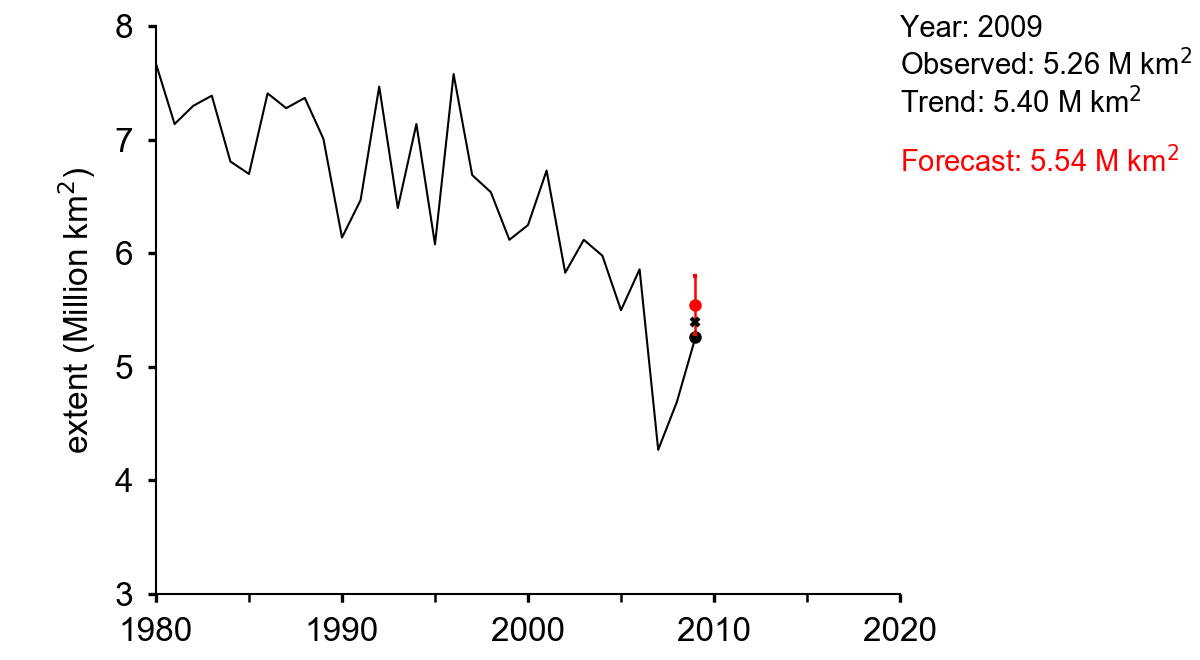 Year: 2009
Observed: 5.26 M km²
Trend: 5.40 M km²
Forecast: 5.54 M km²
extent (Million km²)
8
7
6
5
4
3
1980 1990 2000 2010 2020